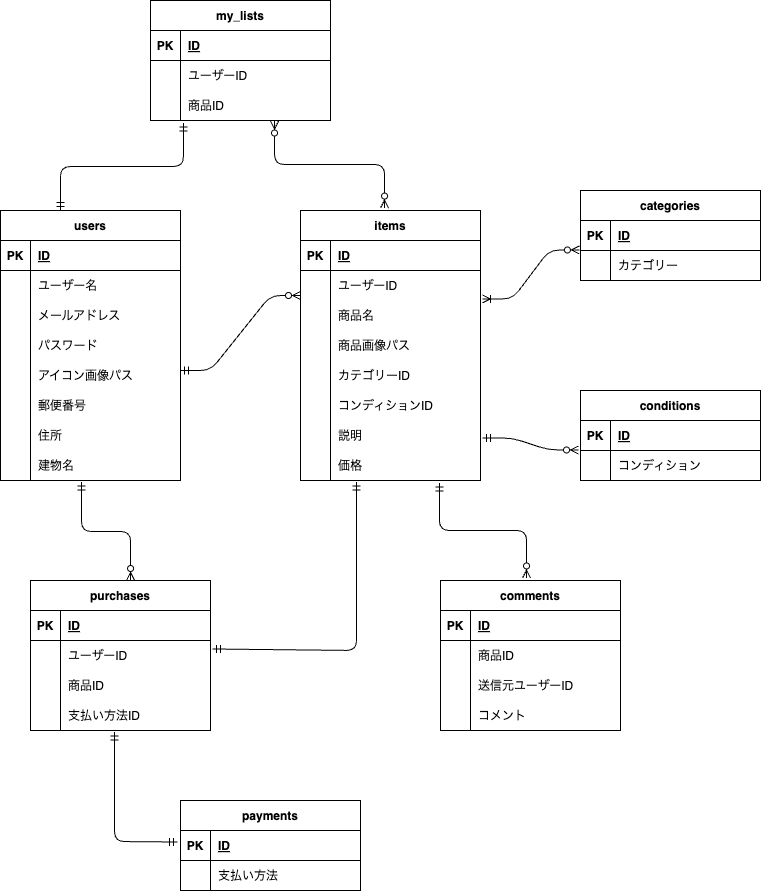 my_lists
PK ID
ユーザーID
商品ID
users
PK ID
ユーザー名
メールアドレス
パスワード
アイコン画像パス
郵便番号
住所
建物名
items
PK ID
ユーザーID
商品名
商品画像パス
カテゴリーID
コンディションID
説明
価格
categories
PK ID
カテゴリー
conditions
PK ID
コンディション
purchases
PK ID
ユーザーID
商品ID
支払い方法ID
comments
PK ID
商品ID
送信元ユーザーID
コメント
payments
PK ID
支払い方法